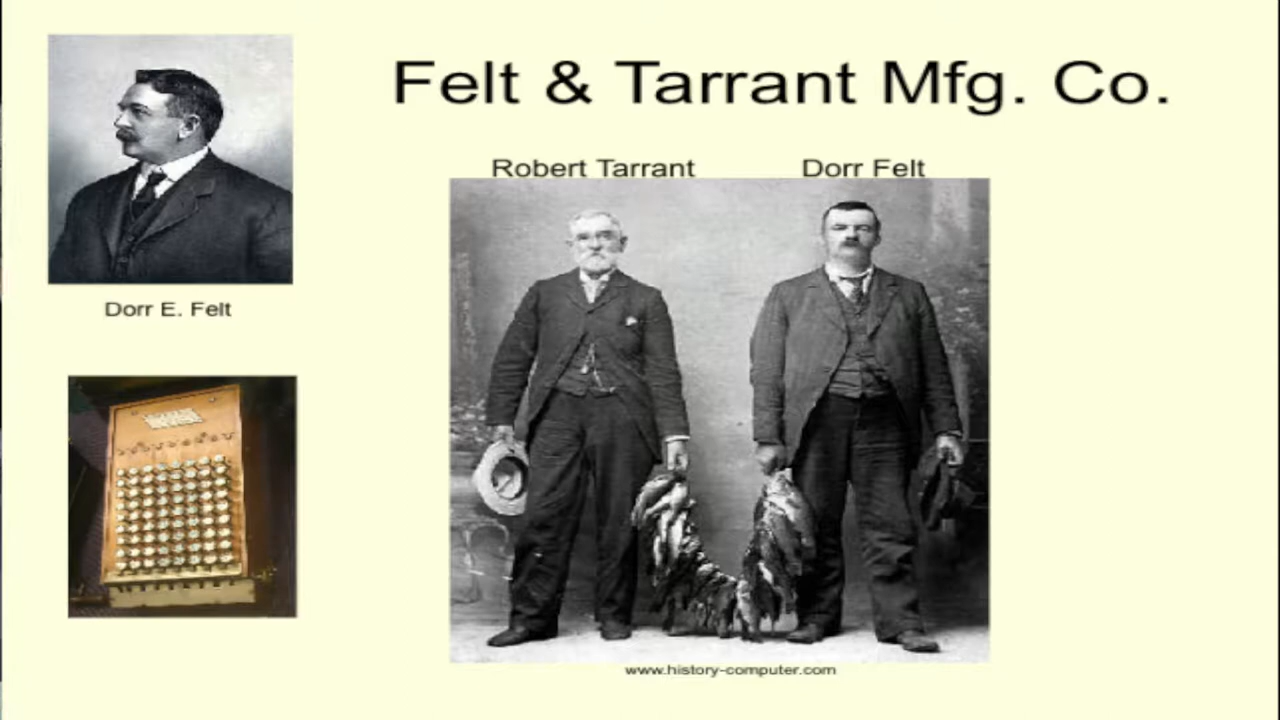 Felt & Tarrant Mfg. Co.
Robert Tarrant Dorr Felt
Dorr E. Felt
www.history-computer.com